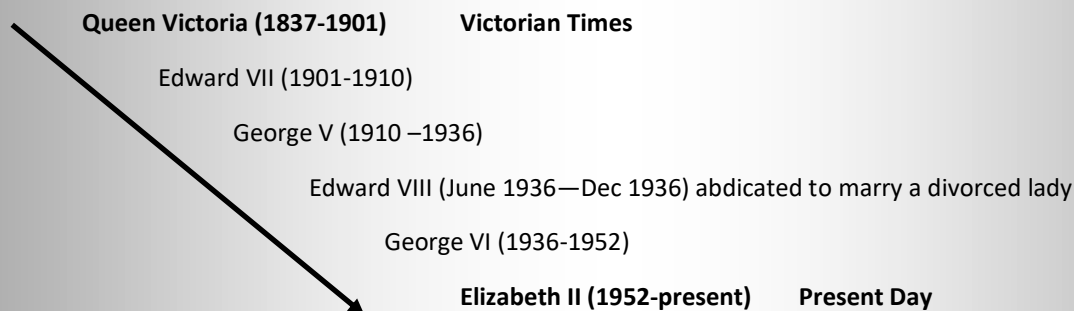 Queen Victoria (1837-1901) Victorian Times
Edward VII (1901-1910)
George V (1910 –1936)
Edward VIII (June 1936—Dec 1936) abdicated to marry a divorced lady
George VI (1936-1952)
Elizabeth II (1952-present) Present Day